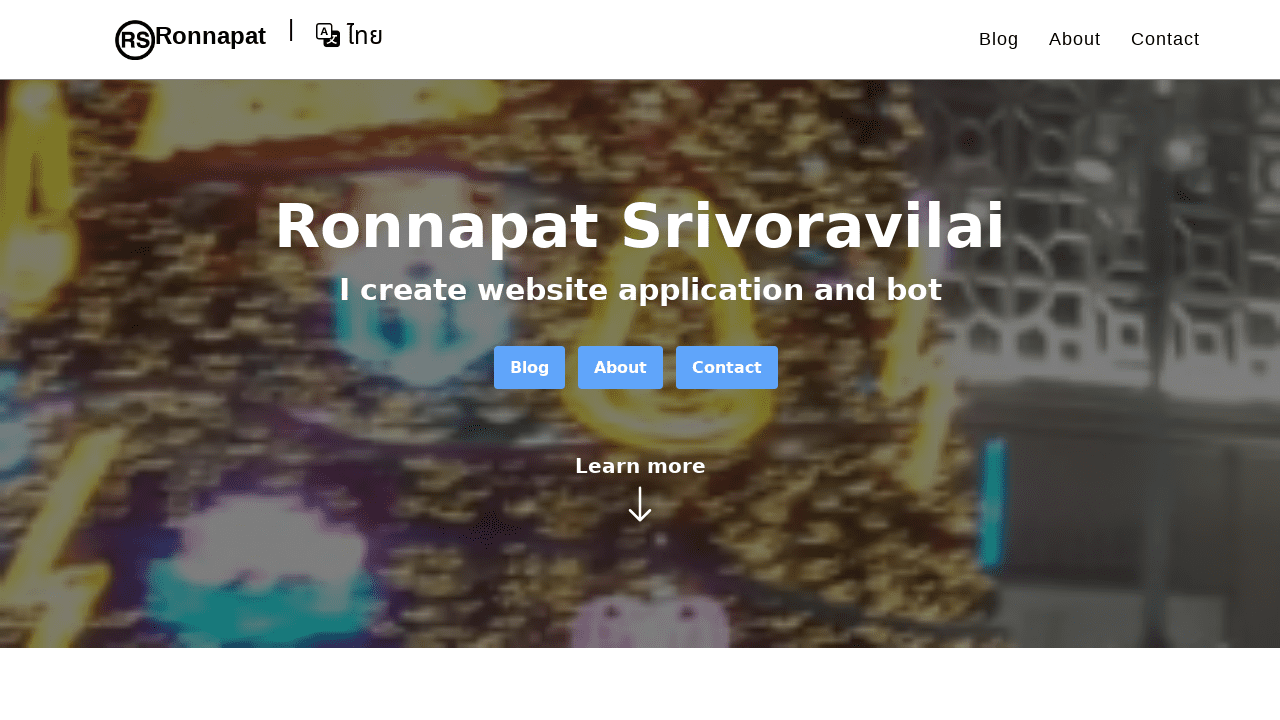 RS Ronnapat | ไทย Blog About Contact
Ronnapat Srivoravilai
I create website application and bot
Blog About Contact
Learn more